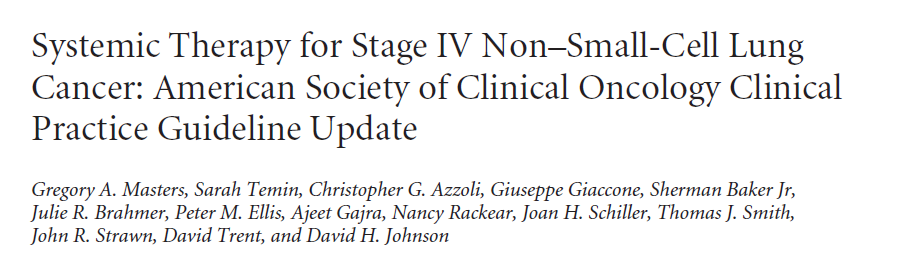 Systemic Therapy for Stage IV Non–Small-Cell Lung
Cancer: American Society of Clinical Oncology Clinical
Practice Guideline Update
Gregory A. Masters, Sarah Temin, Christopher G. Azzoli, Giuseppe Giaccone, Sherman Baker Jr,
Julie R. Brahmer, Peter M. Ellis, Ajeet Gajra, Nancy Rackear, Joan H. Schiller, Thomas J. Smith,
John R. Strawn, David Trent, and David H. Johnson